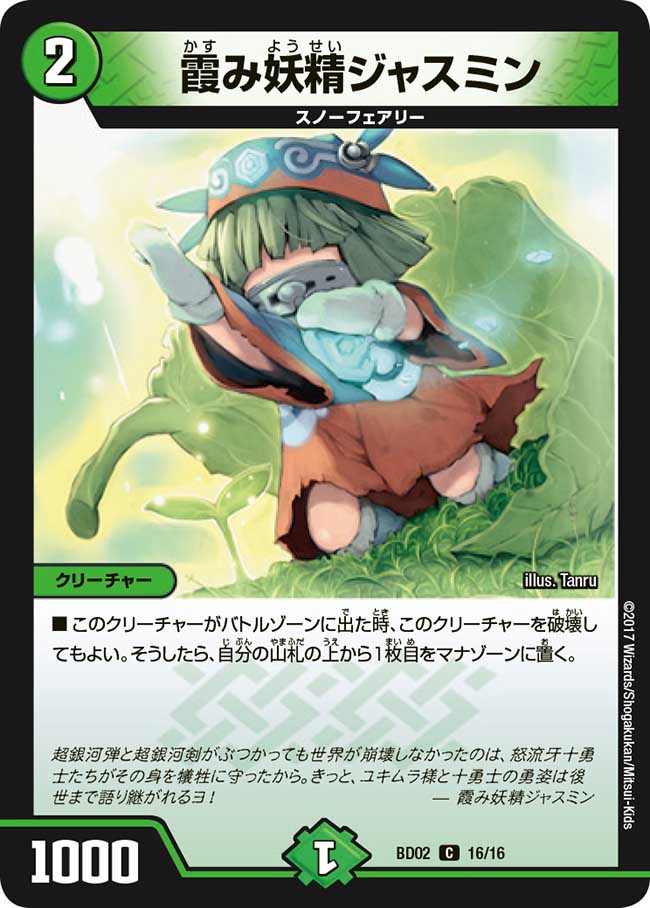 2
霞み妖精ジャスミン
スノーフェアリー
クリーチャー
illus. Tanru
■ このクリーチャーがバトルゾーンに出た時、このクリーチャーを破壊し
てもよい。そうしたら、自分の山札の上から1枚目をマナゾーンに置く。
超銀河弾と超銀河剣がぶつかっても世界が崩壊しなかったのは、怒流牙十勇
士たちがその身を犠牲に守ったから。きっと、ユキムラ様と十勇士の勇姿は後
世まで語り継がれるヨ！ — 霞み妖精ジャスミン
©2017 Wizards/Shogakukan/Mitsui-Kids
1000
1
BD02 C 16/16